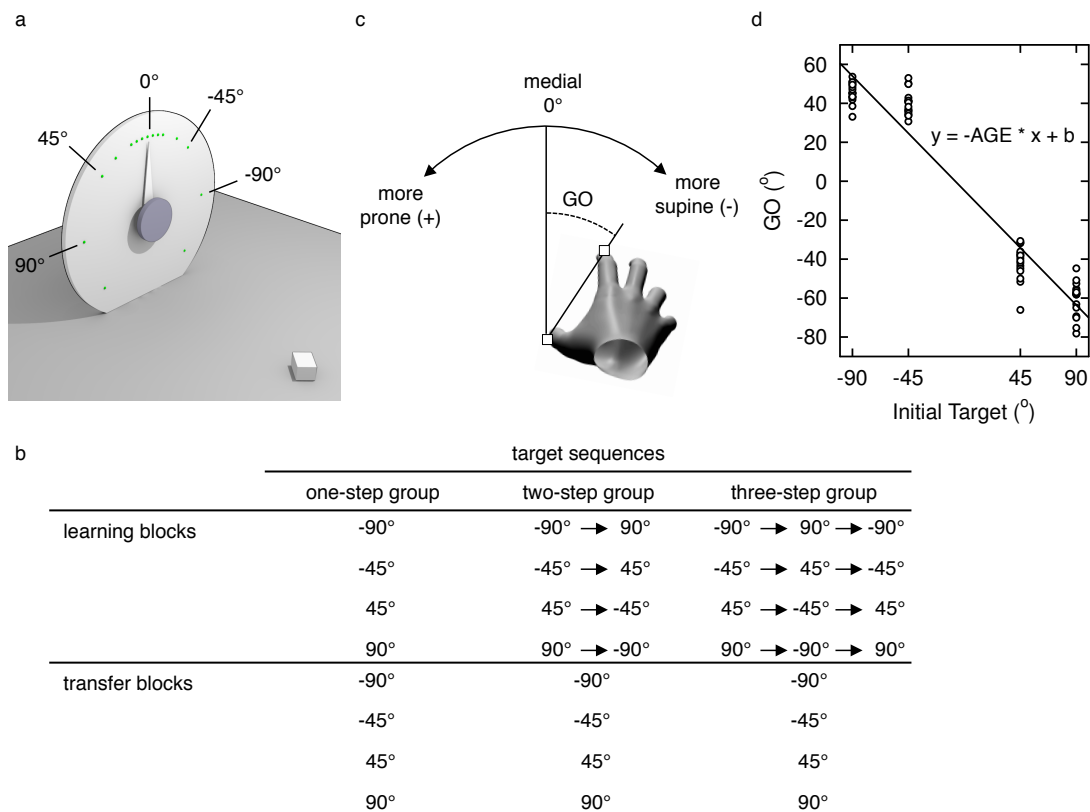 a
0°
-45°
45°
-90°
90°
c
medial
0°
more
prone (+)
more
supine (-)
GO
d
60
40
20
0
-20
-40
-60
-80
GO (°)
y = -AGE * x + b
-90
-45
45
90
Initial Target (°)
b
target sequences
one-step group two-step group three-step group
learning blocks -90° -90° → 90° -90° → 90° → -90°
-45° -45° → 45° -45° → 45° → -45°
45° 45° → -45° 45° → -45° → 45°
90° 90° → -90° 90° → -90° → 90°
transfer blocks -90° -90° -90°
-45° -45° -45°
45° 45° 45°
90° 90° 90°